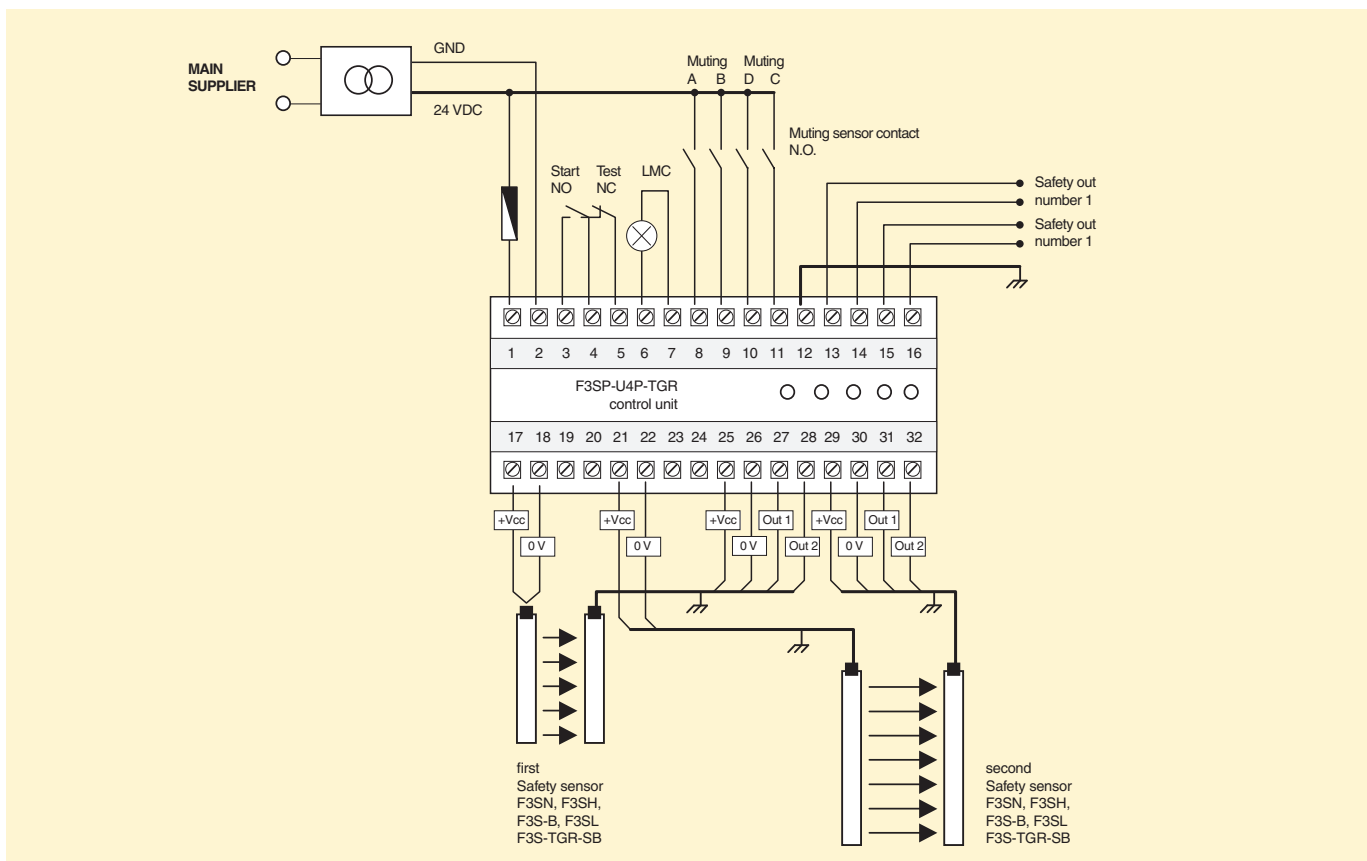 MAIN
SUPPLIER
GND
24 VDC
Muting Muting
A B D C
Muting sensor contact
N.O.
Start Test LMC
NO NC
Safety out
number 1
Safety out
number 1
1 2 3 4 5 6 7 8 9 10 11 12 13 14 15 16
F3SP-U4P-TGR
control unit
17 18 19 20 21 22 23 24 25 26 27 28 29 30 31 32
+Vcc +Vcc +Vcc Out 1 +Vcc Out 1
0 V 0 V 0 V Out 2 0 V Out 2
first
Safety sensor
F3SN, F3SH,
F3S-B, F3SL
F3S-TGR-SB
second
Safety sensor
F3SN, F3SH,
F3S-B, F3SL
F3S-TGR-SB